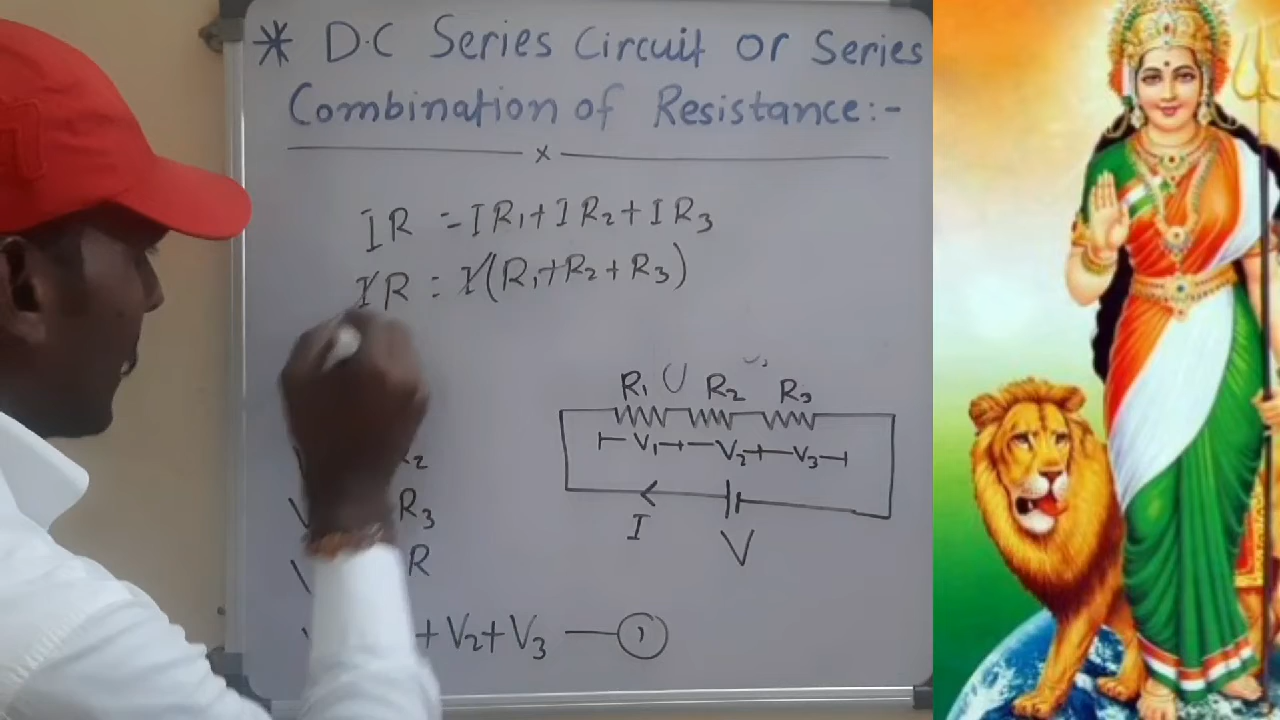 * D.C Series Circuit or Series
Combination of Resistance:-
x
IR = IR₁+IR₂+IR₃
IR = I(R₁+R₂+R₃)
R₁ R₂ R₃
V₁ V₂ V₃
I
V
R₂
R₃
R
+V₂+V₃ — ①